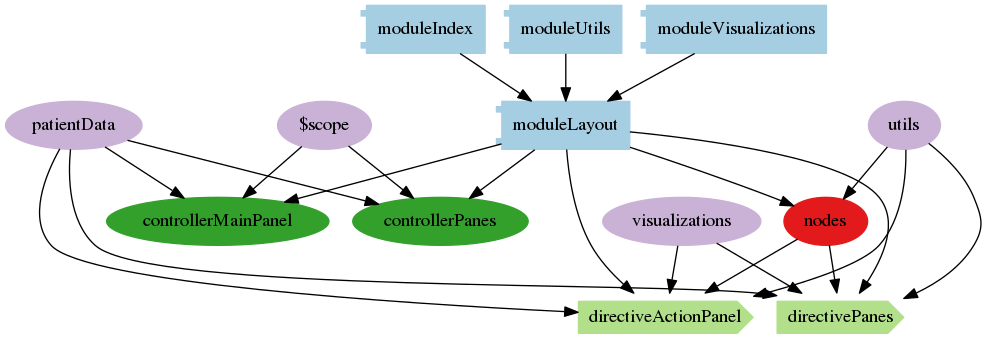 moduleIndex
moduleUtils
moduleVisualizations
patientData
$scope
moduleLayout
utils
controllerMainPanel
controllerPanes
visualizations
nodes
directiveActionPanel
directivePanes